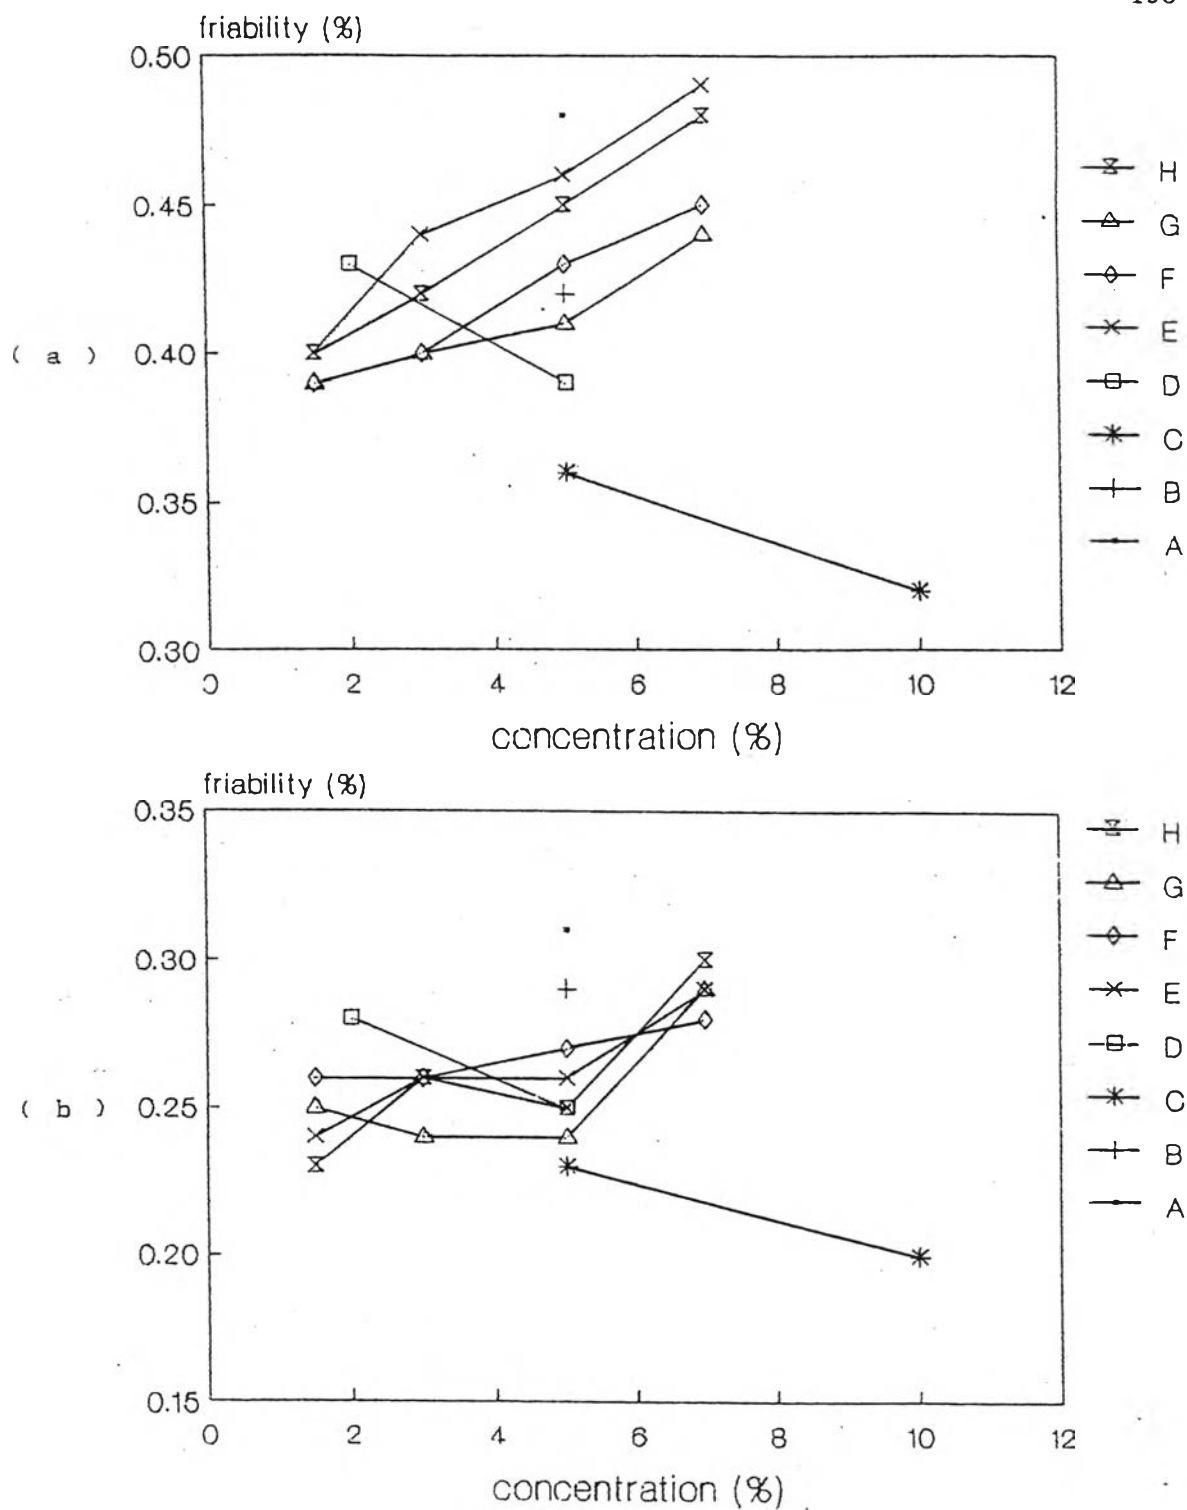 friability (%)
0.50
0.45
( a ) 0.40
0.35
0.30
0 2 4 6 8 10 12
concentration (%)
H
G
F
E
D
C
B
A
friability (%)
0.35
0.30
( b ) 0.25
0.20
0.15
0 2 4 6 8 10 12
concentration (%)
H
G
F
E
D
C
B
A